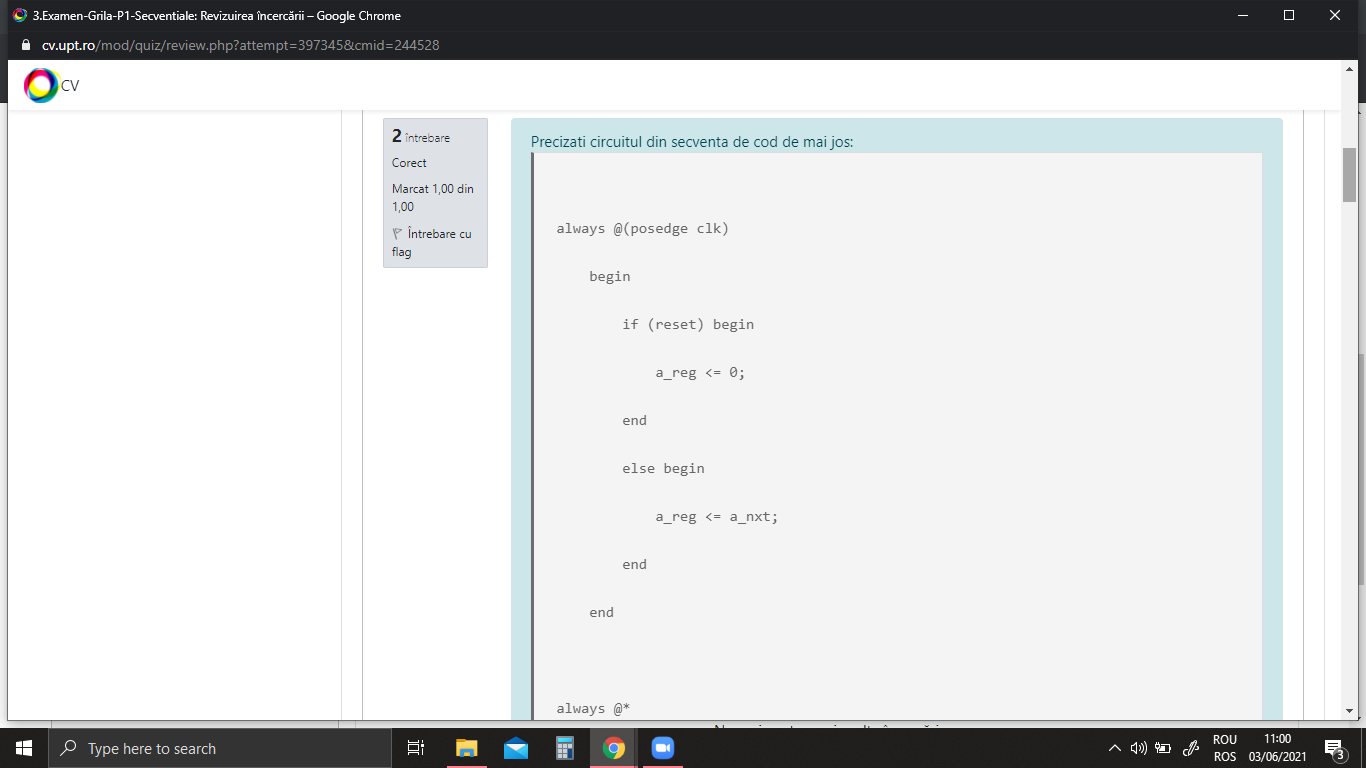 3.Examen-Grila-P1-Secventiale: Revizuirea încercării – Google Chrome
cv.upt.ro/mod/quiz/review.php?attempt=397345&cmid=244528
CV
2 întrebare
Corect
Marcat 1,00 din
1,00
Întrebare cu
flag
Precizati circuitul din secventa de cod de mai jos:
always @(posedge clk)
begin
if (reset) begin
a_reg <= 0;
end
else begin
a_reg <= a_nxt;
end
end
always @*
Type here to search
ROU
ROS
11:00
03/06/2021
3